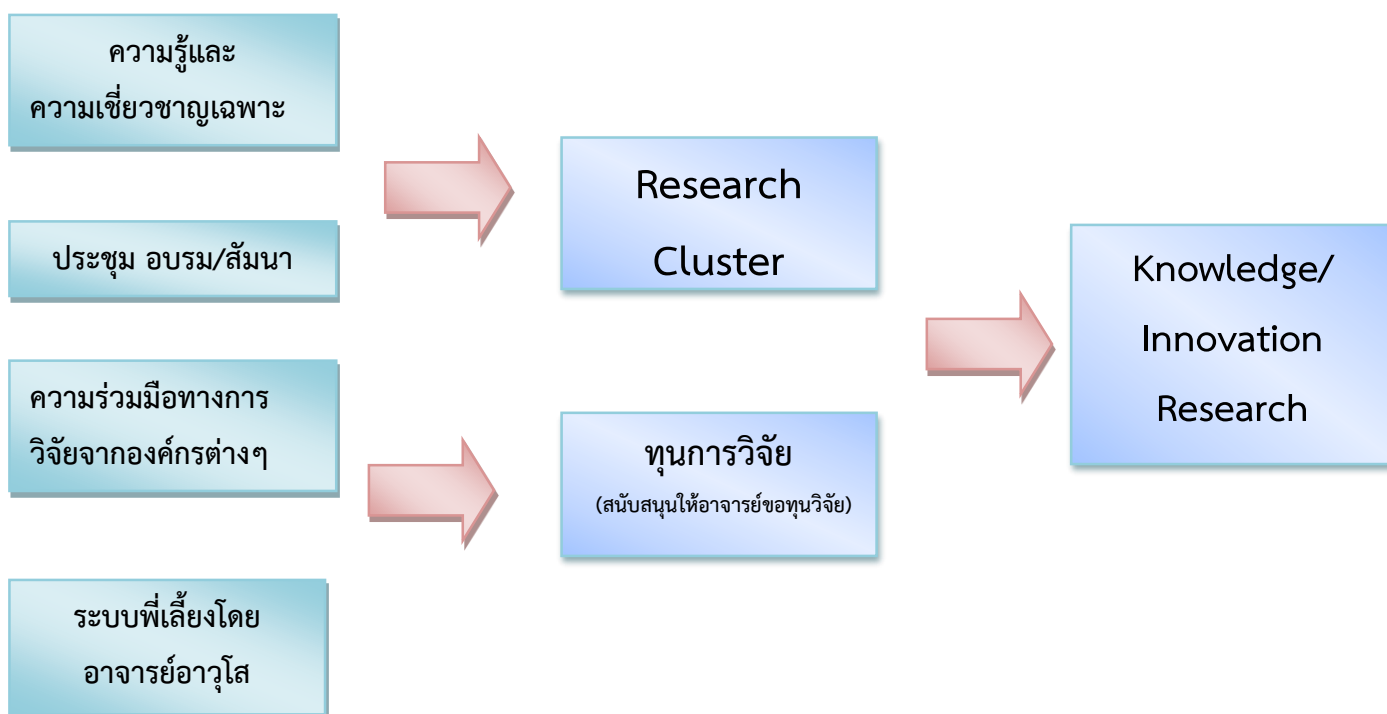 ความรู้และ
ความเชี่ยวชาญเฉพาะ
ประชุม อบรม/สัมนา
ความร่วมมือทางการ
วิจัยจากองค์กรต่างๆ
ระบบพี่เลี้ยงโดย
อาจารย์อาวุโส
Research
Cluster
ทุนการวิจัย
(สนับสนุนให้อาจารย์ขอทุนวิจัย)
Knowledge/
Innovation
Research